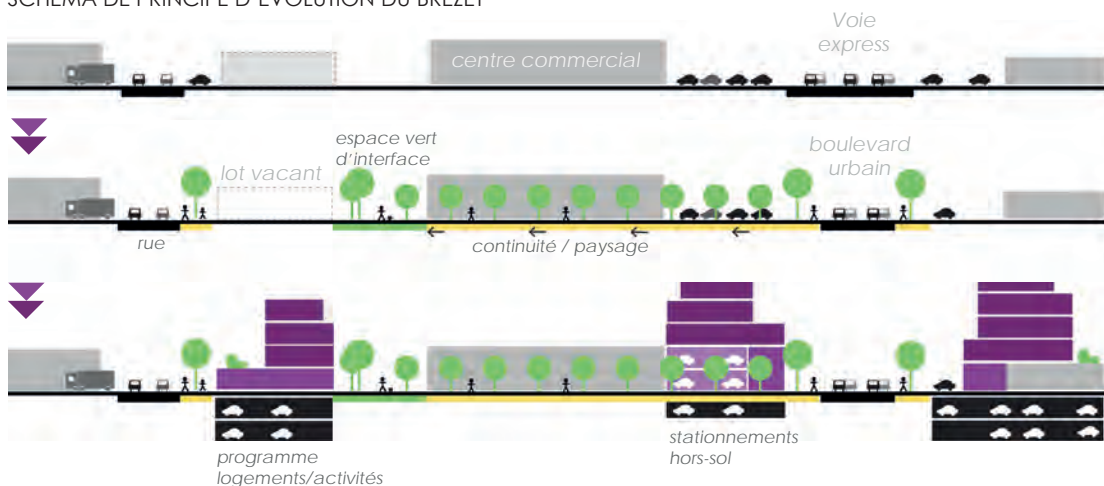 SCHÉMA DE PRINCIPE D'ÉVOLUTION DU BREZET
Voie
express
centre commercial
espace vert
d'interface
lot vacant
boulevard
urbain
rue
continuité / paysage
stationnements
hors-sol
programme
logements/activités